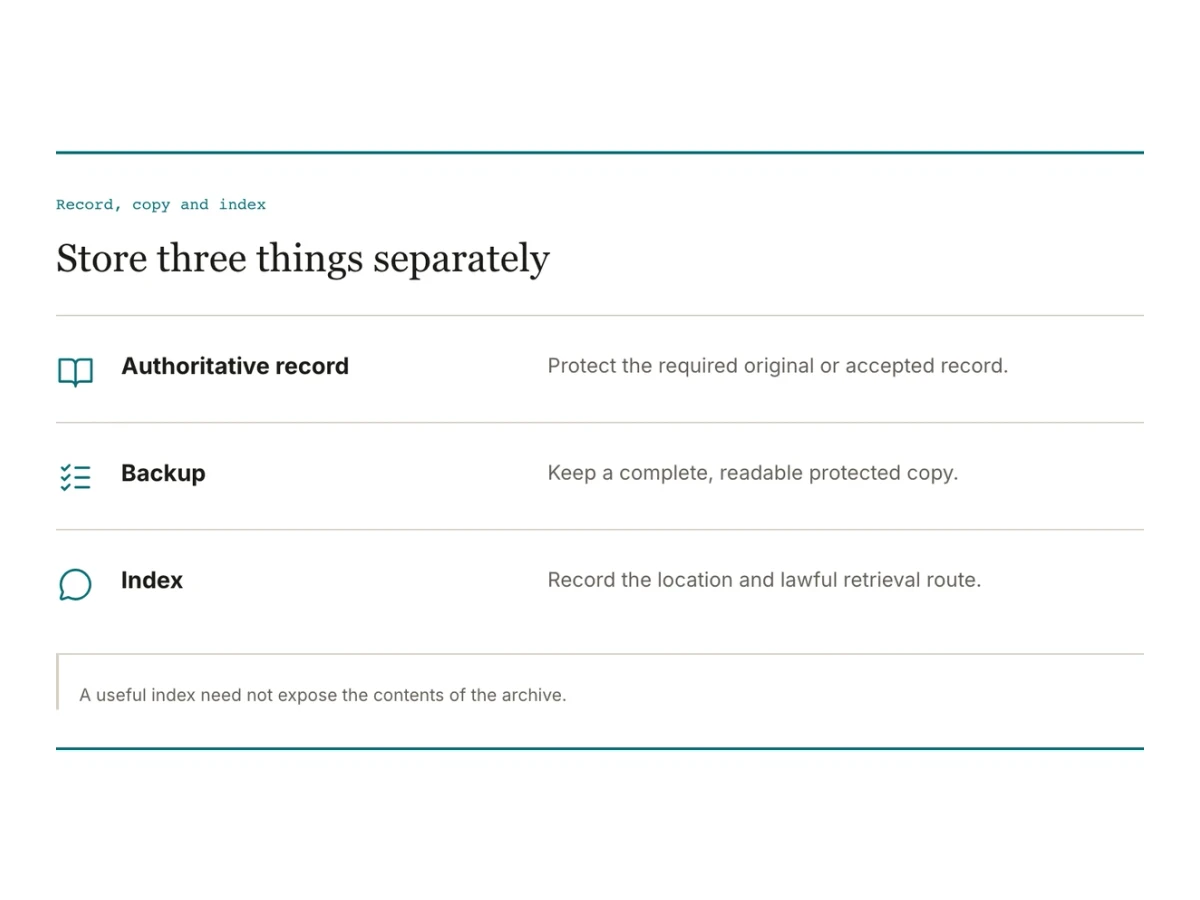 Record, copy and index
Store three things separately
Authoritative record
Protect the required original or accepted record.
Backup
Keep a complete, readable protected copy.
Index
Record the location and lawful retrieval route.
A useful index need not expose the contents of the archive.